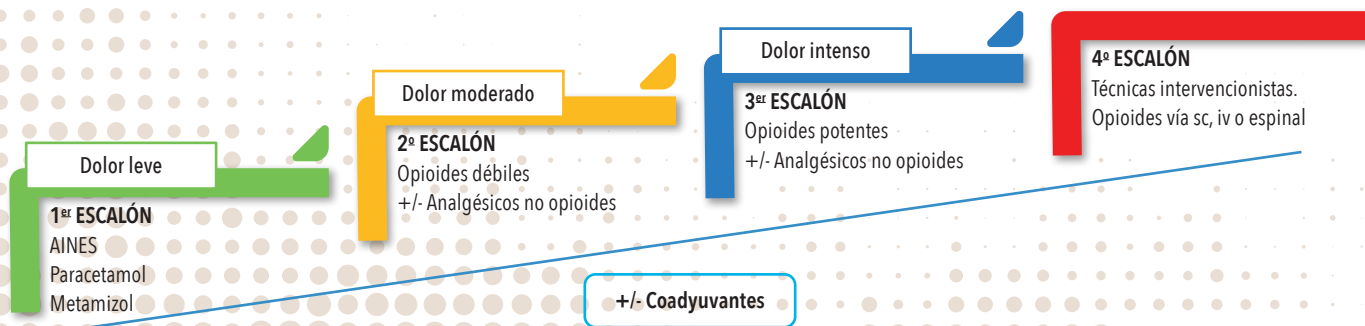 Dolor leve
1er ESCALÓN
AINES
Paracetamol
Metamizol
Dolor moderado
2º ESCALÓN
Opioides débiles
+/- Analgésicos no opioides
Dolor intenso
3er ESCALÓN
Opioides potentes
+/- Analgésicos no opioides
4º ESCALÓN
Técnicas intervencionistas.
Opioides vía sc, iv o espinal
+/- Coadyuvantes